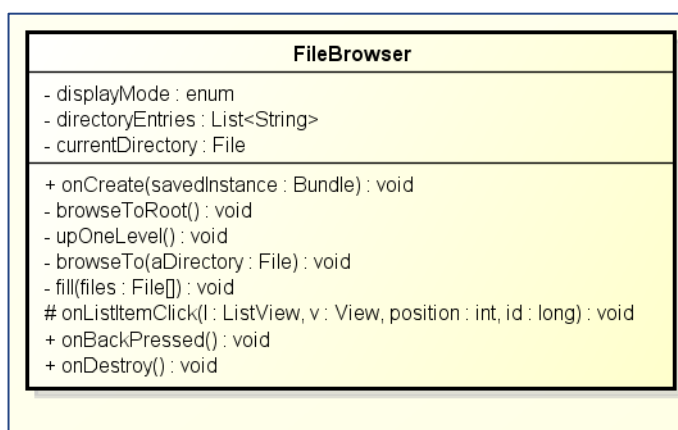 FileBrowser
- displayMode : enum
- directoryEntries : List<String>
- currentDirectory : File
+ onCreate(savedInstance : Bundle) : void
- browseToRoot() : void
- upOneLevel() : void
- browseTo(aDirectory : File) : void
- fill(files : File[]) : void
# onListItemClick(l : ListView, v : View, position : int, id : long) : void
+ onBackPressed() : void
+ onDestroy() : void